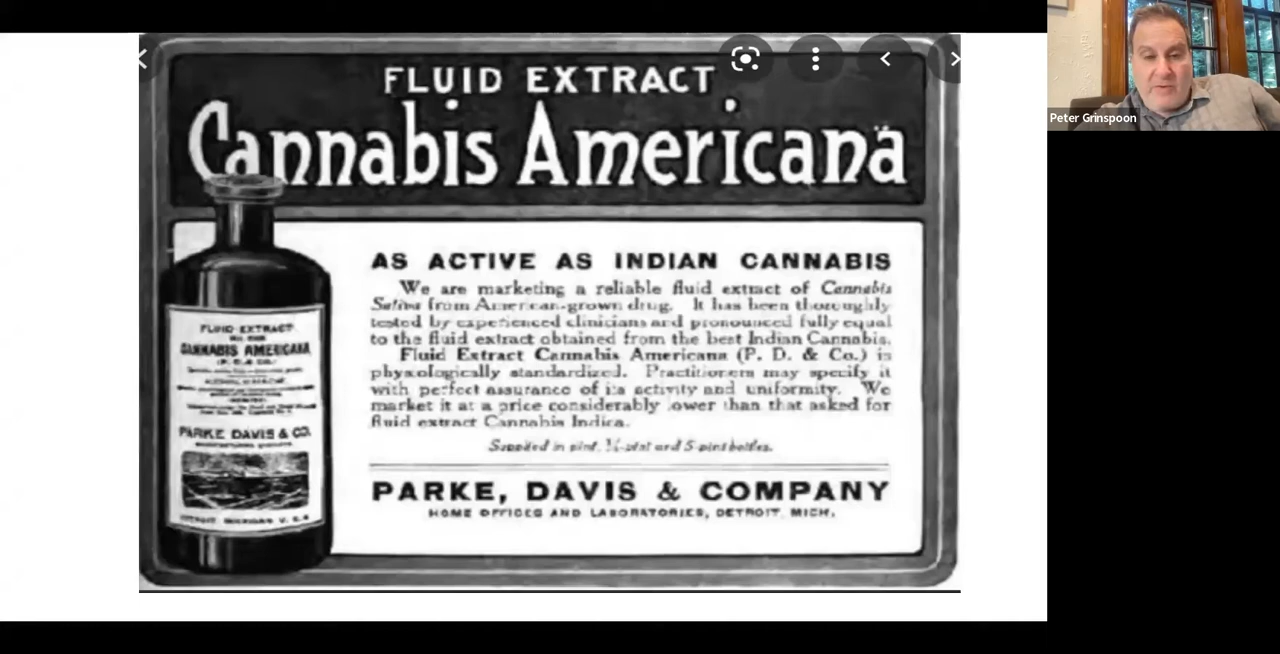 FLUID EXTRACT
Cannabis Americana
AS ACTIVE AS INDIAN CANNABIS
We are marketing a reliable fluid extract of Cannabis
Sativa from American-grown drug. It has been thoroughly
tested by experienced clinicians and pronounced fully equal
to the fluid extract obtained from the best Indian Cannabis.
Fluid Extract Cannabis Americana (P. D. & Co.) is
physiologically standardized. Practitioners may specify it
with perfect assurance of its activity and uniformity. We
market it at a price considerably lower than that asked for
fluid extract Cannabis Indica.
Supplied in pint, ½-pint and 5-pint bottles.
PARKE, DAVIS & COMPANY
HOME OFFICES AND LABORATORIES, DETROIT, MICH.
FLUID EXTRACT
CANNABIS AMERICANA
(P. D. & CO.)
PARKE DAVIS & CO.
DETROIT MICHIGAN U. S. A.
Peter Grinspoon